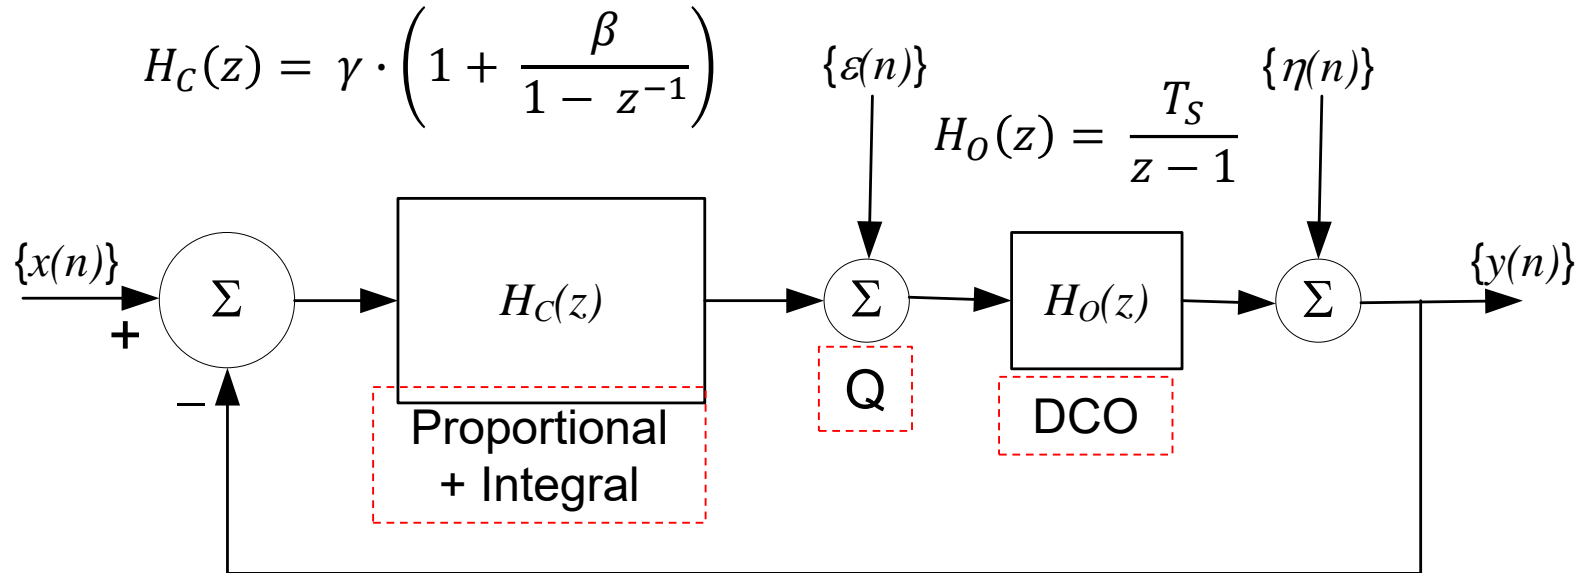 H_C(z) = γ · (1 + β / (1 − z⁻¹))
{ε(n)}
{η(n)}
H_O(z) = T_S / (z − 1)
{x(n)}
+
−
Σ
H_C(z)
Σ
H_O(z)
Σ
{y(n)}
Q
Proportional
+ Integral
DCO